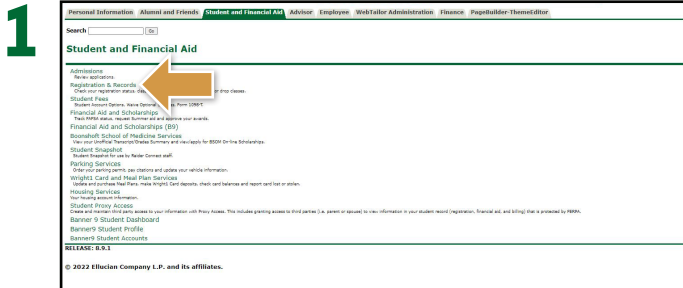 1
Personal Information Alumni and Friends Student and Financial Aid Advisor Employee WebTailor Administration Finance PageBuilder-ThemeEditor
Search Go
Student and Financial Aid
Admissions
Review applications.
Registration & Records
Check your registration status, or drop classes.
Student Fees
Student Account Options. Waive Optional Form 1098-T.
Financial Aid and Scholarships
Track FAFSA status, request Summer aid and approve your awards.
Financial Aid and Scholarships (B9)
Boonshoft School of Medicine Services
View your Unofficial Transcript/Grades Summary and view/apply for BSOM On-line Scholarships.
Student Snapshot
Student Snapshot for use by Raider Connect staff.
Parking Services
Order your parking permit, pay citations and update your vehicle information.
Wright1 Card and Meal Plan Services
Update and purchase Meal Plans, make Wright1 Card deposits, check card balances and report card lost or stolen.
Housing Services
Your housing account information.
Student Proxy Access
Create and maintain third party access to your information with Proxy Access. This includes granting access to third parties (i.e. parent or spouse) to view information in your student record (registration, financial aid, and billing) that is protected by FERPA.
Banner 9 Student Dashboard
Banner9 Student Profile
Banner9 Student Accounts
RELEASE: 8.9.1
© 2022 Ellucian Company L.P. and its affiliates.